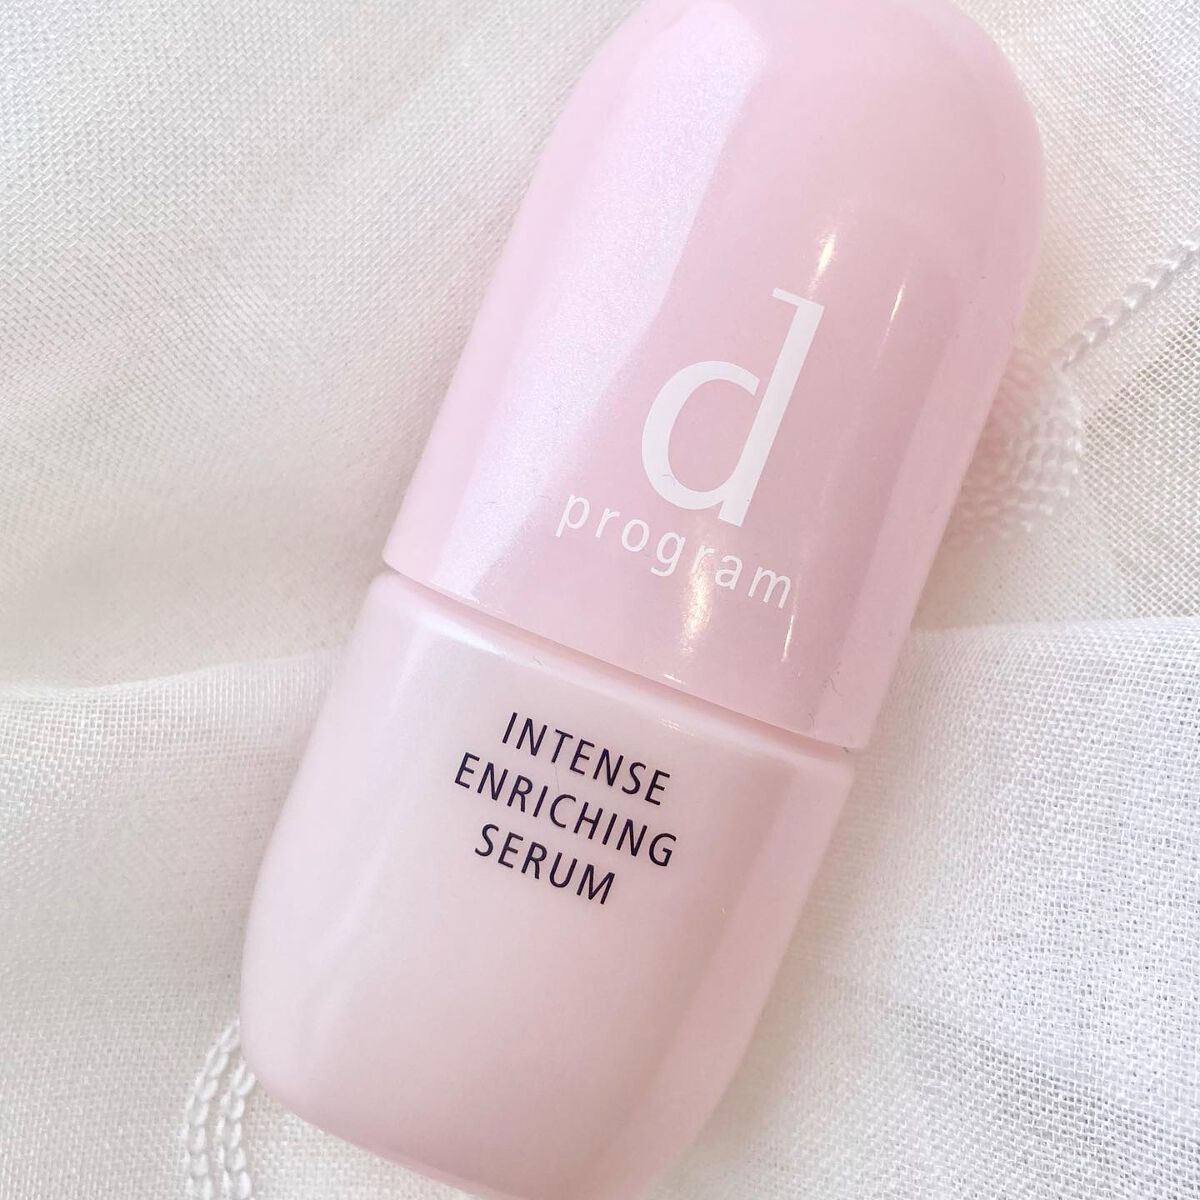 d
program
INTENSE
ENRICHING
SERUM